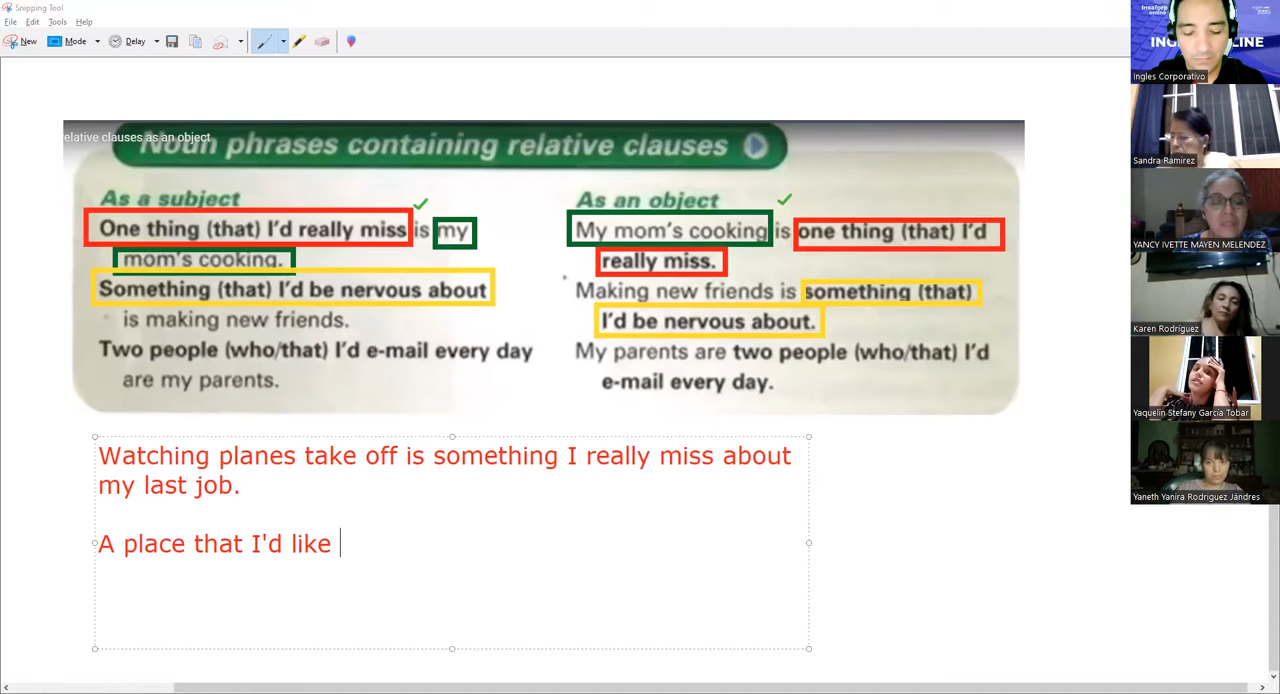 Snipping Tool
File Edit Tools Help
New Mode Delay
elative clauses as an object
Noun phrases containing relative clauses
As a subject
One thing (that) I'd really miss is my
mom's cooking.
Something (that) I'd be nervous about
is making new friends.
Two people (who/that) I'd e-mail every day
are my parents.
As an object
My mom's cooking is one thing (that) I'd
really miss.
Making new friends is something (that)
I'd be nervous about.
My parents are two people (who/that) I'd
e-mail every day.
Watching planes take off is something I really miss about
my last job.
A place that I'd like
Insaforp
online
Ingles Corporativo
Sandra Ramirez
YANCY IVETTE MAYEN MELENDEZ
Karen Rodríguez
Yaquelin Stefany García Tobar
Yaneth Yanira Rodriguez Jándres